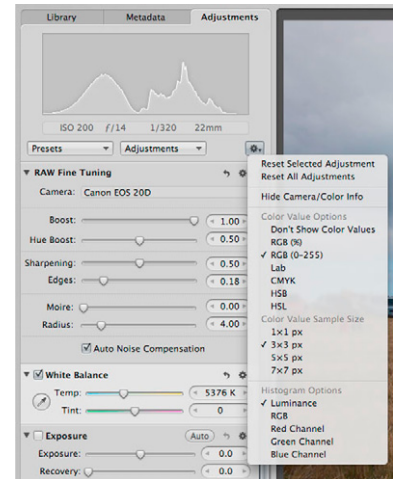 Library Metadata Adjustments
ISO 200 f/14 1/320 22mm
Presets Adjustments
RAW Fine Tuning
Camera: Canon EOS 20D
Boost: 1.00
Hue Boost: 0.50
Sharpening: 0.50
Edges: 0.18
Moire: 0.00
Radius: 4.00
Auto Noise Compensation
White Balance
Temp: 5376 K
Tint: 0
Exposure Auto
Exposure: 0.0
Recovery: 0.0
Reset Selected Adjustment
Reset All Adjustments
Hide Camera/Color Info
Color Value Options
Don't Show Color Values
RGB (%)
✓ RGB (0-255)
Lab
CMYK
HSB
HSL
Color Value Sample Size
1×1 px
✓ 3×3 px
5×5 px
7×7 px
Histogram Options
✓ Luminance
RGB
Red Channel
Green Channel
Blue Channel